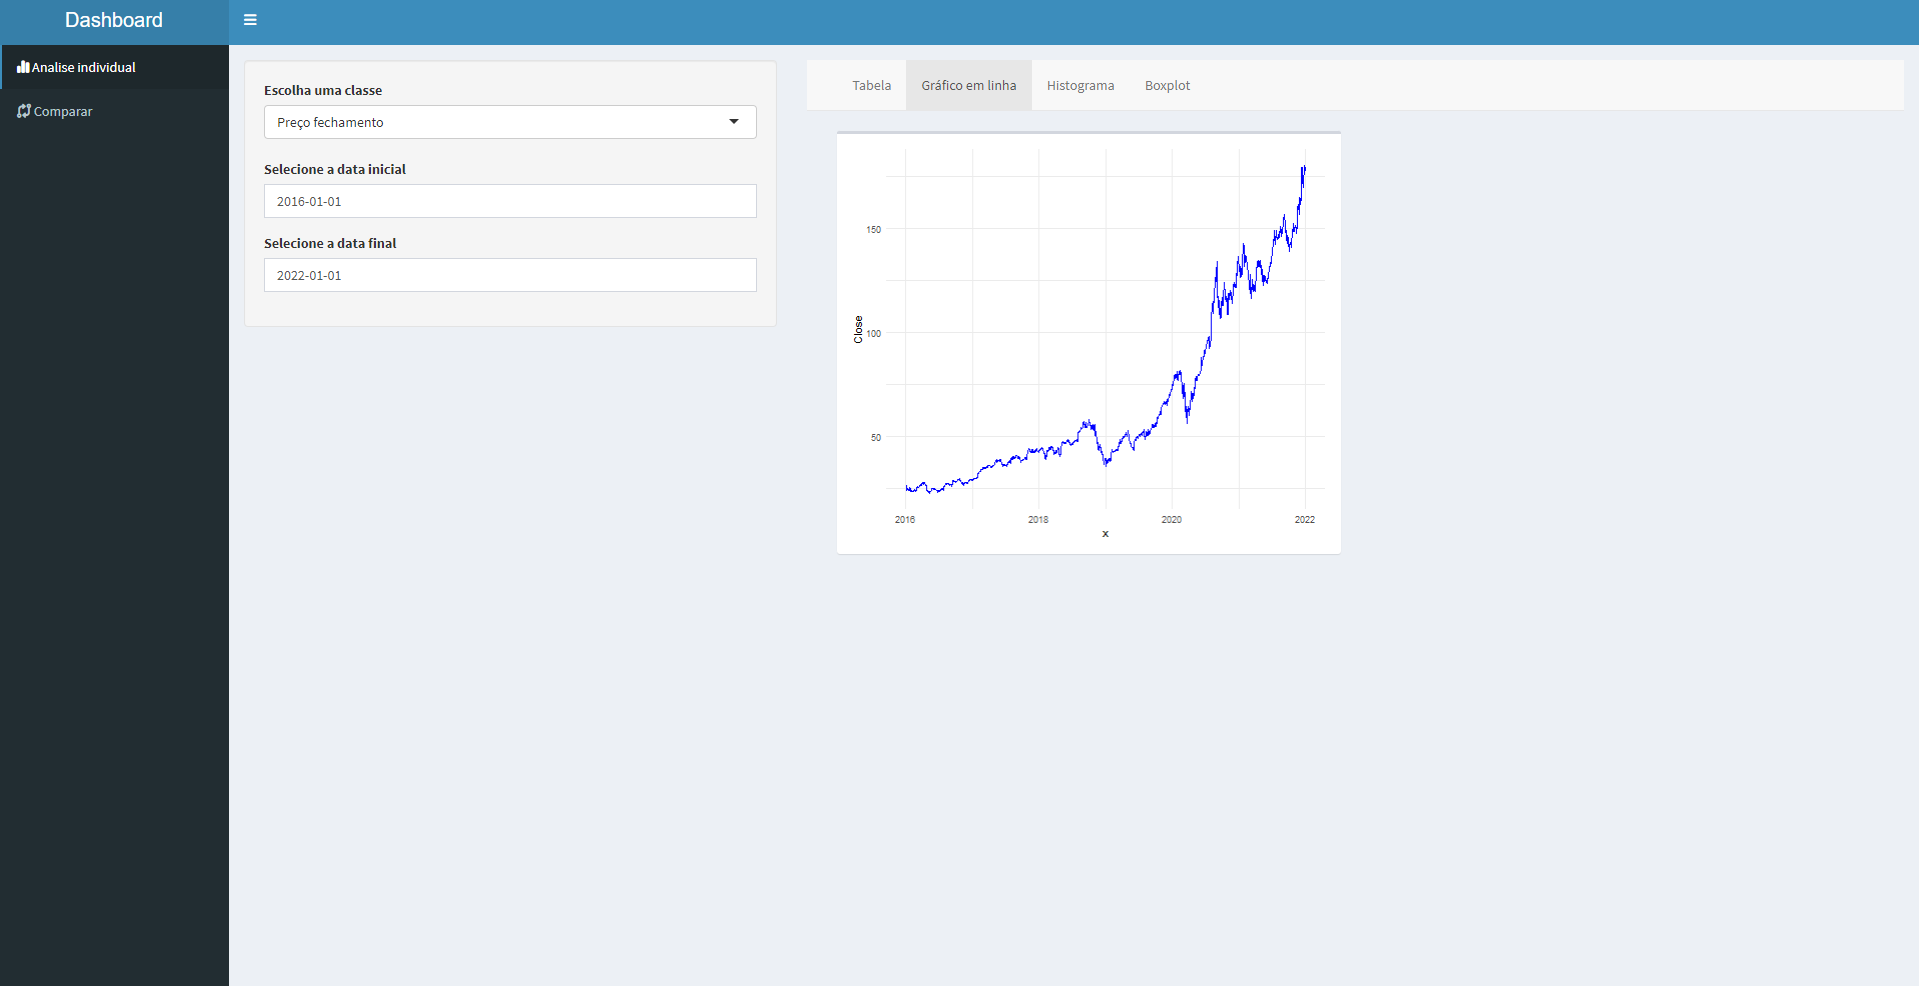 Dashboard
Analise individual
Comparar
Escolha uma classe
Preço fechamento
Selecione a data inicial
2016-01-01
Selecione a data final
2022-01-01
Tabela Gráfico em linha Histograma Boxplot
150
100
50
Close
2016 2018 2020 2022
x